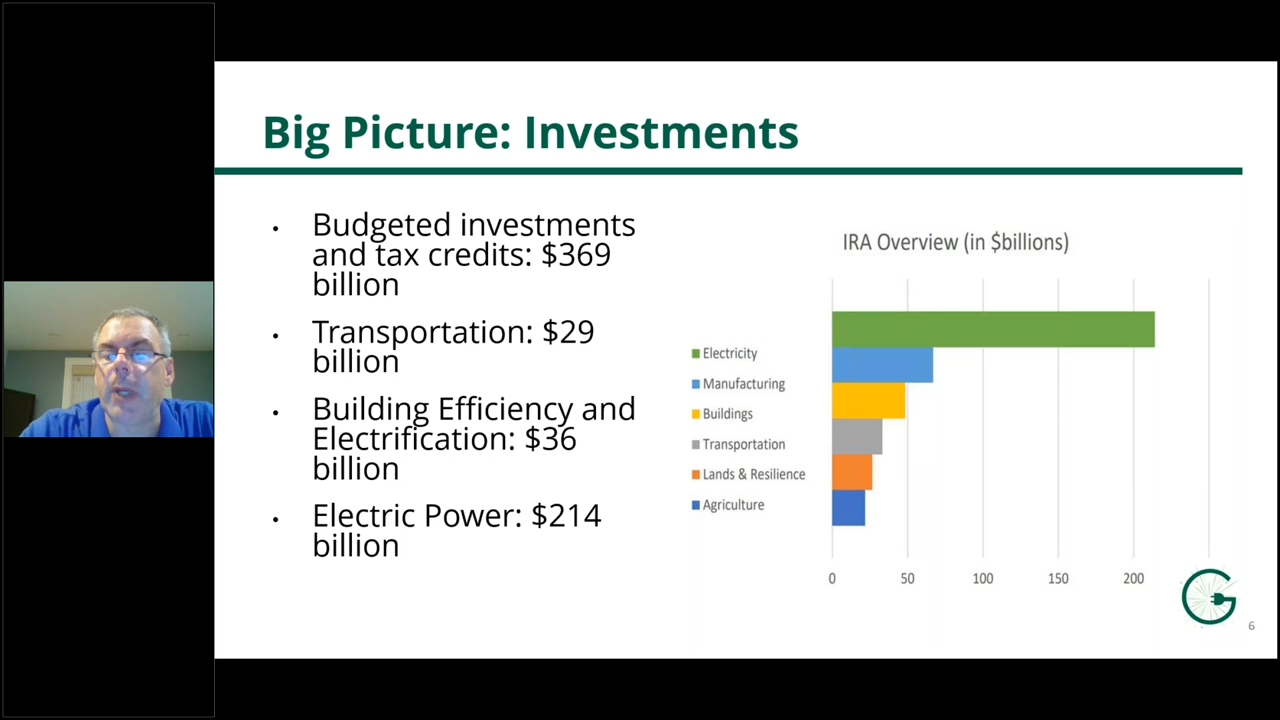 Big Picture: Investments
• Budgeted investments
and tax credits: $369
billion
• Transportation: $29
billion
• Building Efficiency and
Electrification: $36
billion
• Electric Power: $214
billion
IRA Overview (in $billions)
Electricity
Manufacturing
Buildings
Transportation
Lands & Resilience
Agriculture
0 50 100 150 200
G
6